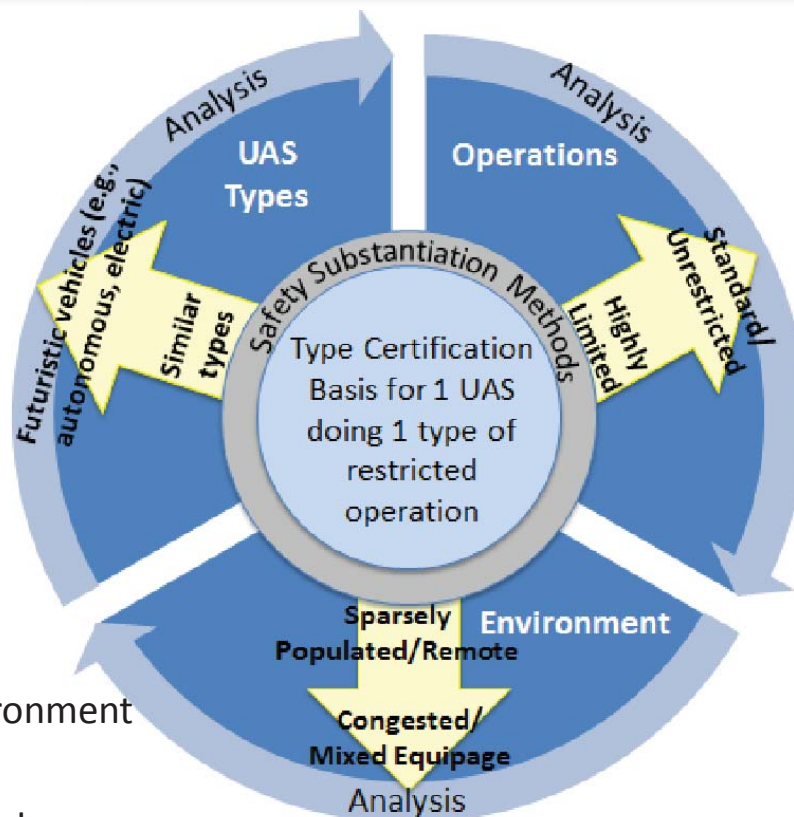 Analysis
UAS
Types
Futuristic vehicles (e.g.,
autonomous, electric)
Similar
types
Analysis
Operations
Standard/
Unrestricted
Highly
Limited
Safety Substantiation Methods
Type Certification
Basis for 1 UAS
doing 1 type of
restricted
operation
Sparsely
Populated/Remote
Environment
Congested/
Mixed Equipage
Analysis
ronment